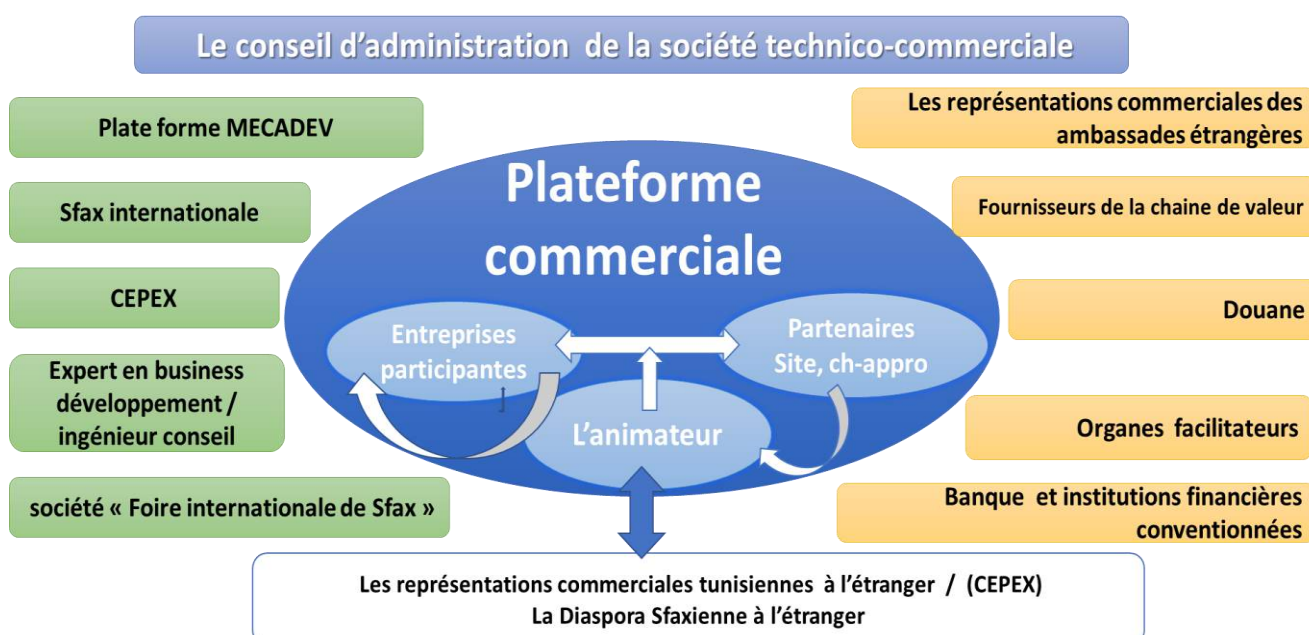 Le conseil d’administration de la société technico-commerciale
Plate forme MECADEV
Sfax internationale
CEPEX
Expert en business
développement /
ingénieur conseil
société « Foire internationale de Sfax »
Plateforme
commerciale
Entreprises
participantes
Partenaires
Site, ch-appro
L’animateur
Les représentations commerciales des
ambassades étrangères
Fournisseurs de la chaine de valeur
Douane
Organes facilitateurs
Banque et institutions financières
conventionnées
Les représentations commerciales tunisiennes à l’étranger / (CEPEX)
La Diaspora Sfaxienne à l’étranger